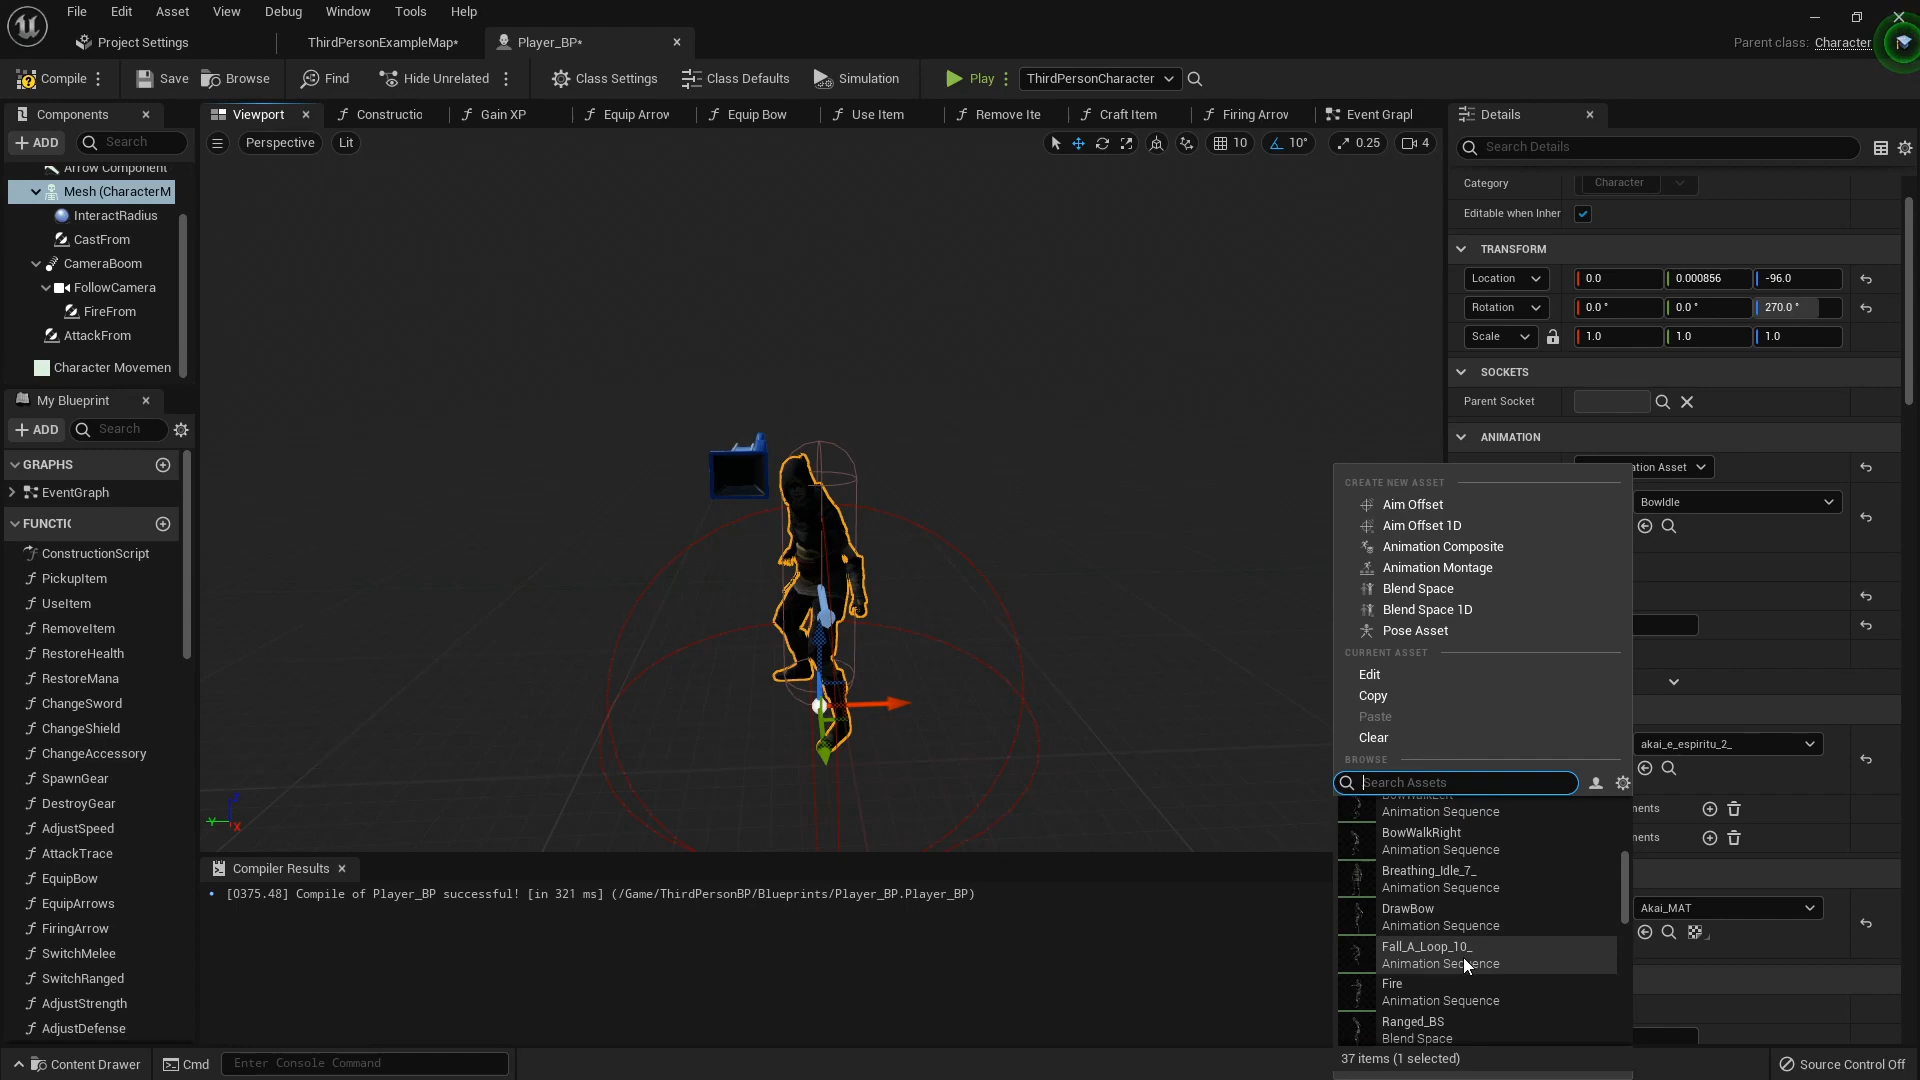 File Edit Asset View Debug Window Tools Help
Project Settings ThirdPersonExampleMap* Player_BP* Parent class: Character
Compile Save Browse Find Hide Unrelated Class Settings Class Defaults Simulation Play ThirdPersonCharacter
Components Viewport Constructio Gain XP Equip Arrow Equip Bow Use Item Remove Ite Craft Item Firing Arrow Event Grapl Details
ADD Search Perspective Lit 10 10° 0.25 4 Search Details
Arrow Component
Mesh (CharacterM
InteractRadius
CastFrom
CameraBoom
FollowCamera
FireFrom
AttackFrom
Character Movemen
My Blueprint
ADD Search
GRAPHS
EventGraph
FUNCTIC
ConstructionScript
PickupItem
UseItem
RemoveItem
RestoreHealth
RestoreMana
ChangeSword
ChangeShield
ChangeAccessory
SpawnGear
DestroyGear
AdjustSpeed
AttackTrace
EquipBow
EquipArrows
FiringArrow
SwitchMelee
SwitchRanged
AdjustStrength
AdjustDefense
Z
Y
X
Compiler Results
• [0375.48] Compile of Player_BP successful! [in 321 ms] (/Game/ThirdPersonBP/Blueprints/Player_BP.Player_BP)
Category Character
Editable when Inher
TRANSFORM
Location 0.0 0.000856 -96.0
Rotation 0.0 ° 0.0 ° 270.0 °
Scale 1.0 1.0 1.0
SOCKETS
Parent Socket
ANIMATION
ation Asset
BowIdle
akai_e_espiritu_2_
nents
nents
Akai_MAT
CREATE NEW ASSET
Aim Offset
Aim Offset 1D
Animation Composite
Animation Montage
Blend Space
Blend Space 1D
Pose Asset
CURRENT ASSET
Edit
Copy
Paste
Clear
BROWSE
Search Assets
BowWalkLeft
Animation Sequence
BowWalkRight
Animation Sequence
Breathing_Idle_7_
Animation Sequence
DrawBow
Animation Sequence
Fall_A_Loop_10_
Animation Sequence
Fire
Animation Sequence
Ranged_BS
Blend Space
37 items (1 selected)
Content Drawer Cmd Enter Console Command Source Control Off